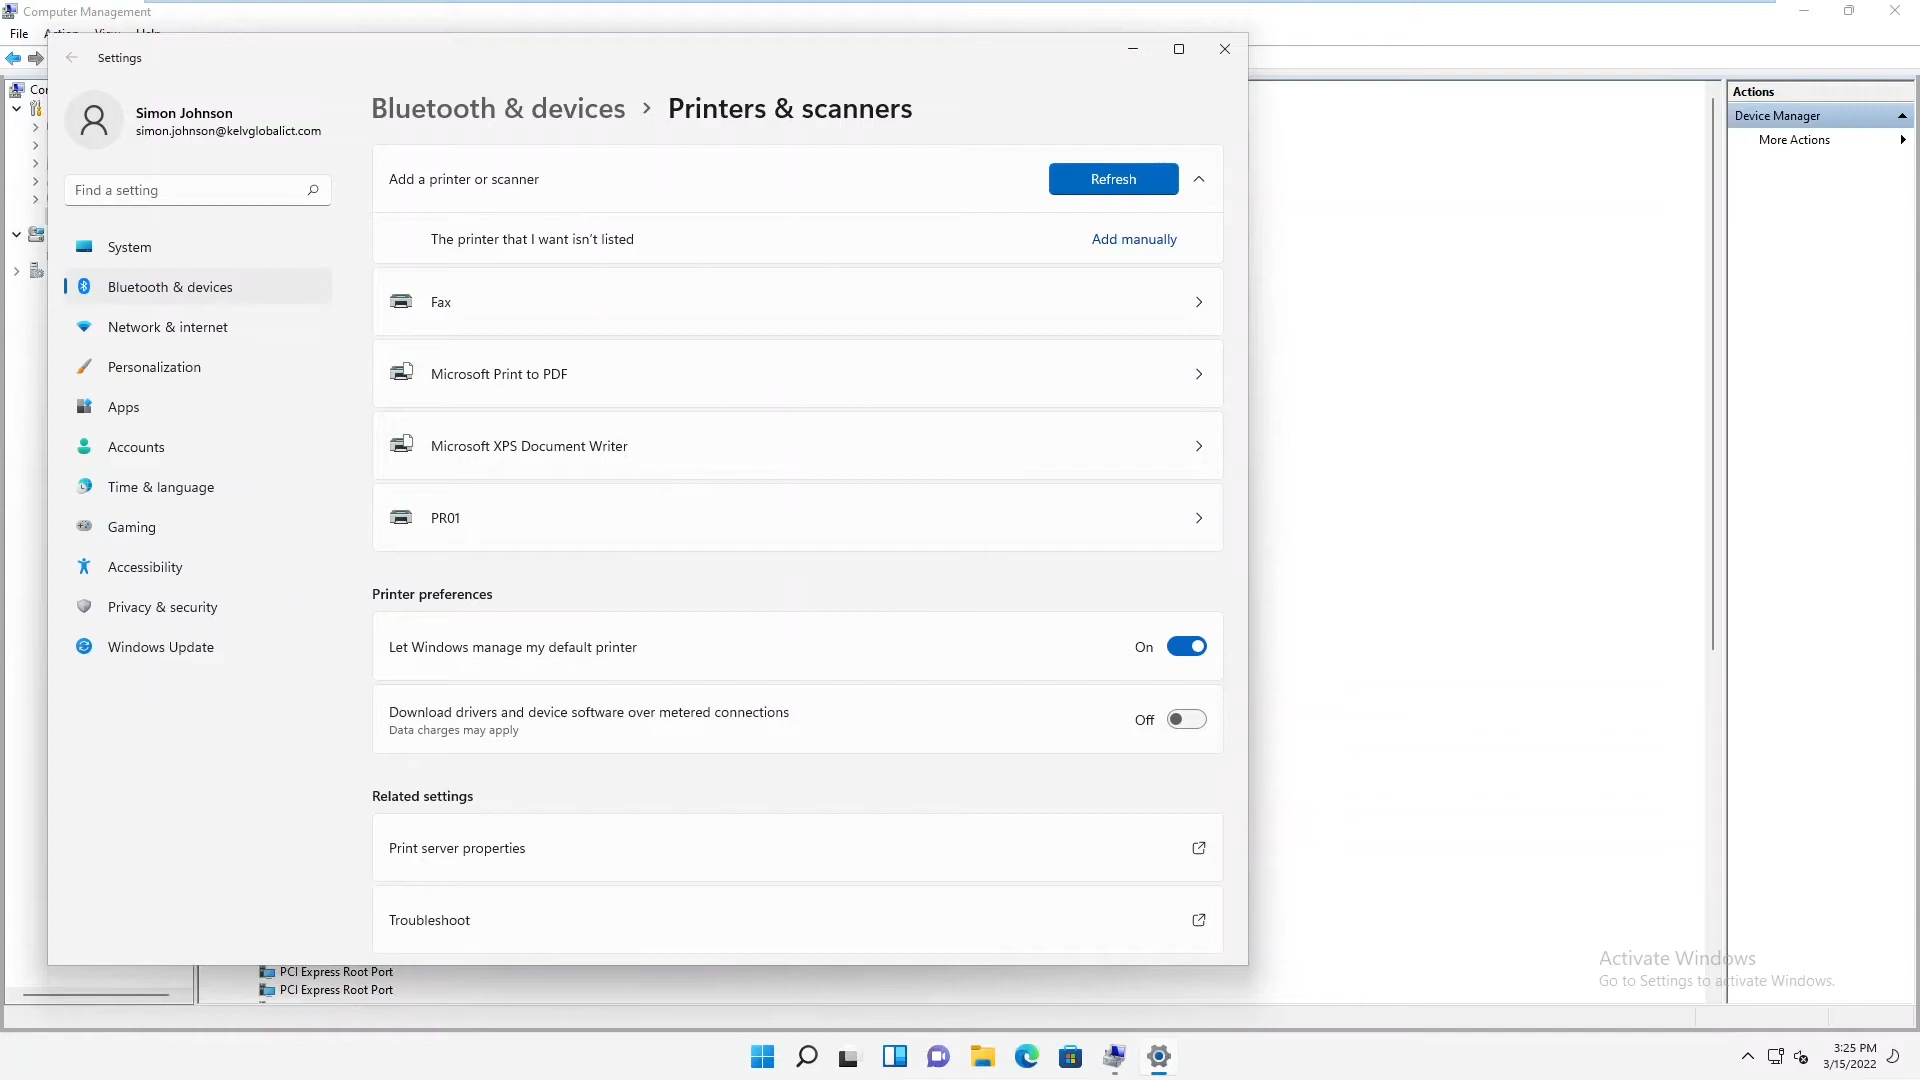 Computer Management
File
Settings
Simon Johnson
simon.johnson@kelvglobalict.com
Find a setting
System
Bluetooth & devices
Network & internet
Personalization
Apps
Accounts
Time & language
Gaming
Accessibility
Privacy & security
Windows Update
Bluetooth & devices > Printers & scanners
Add a printer or scanner
Refresh
The printer that I want isn't listed
Add manually
Fax
Microsoft Print to PDF
Microsoft XPS Document Writer
PR01
Printer preferences
Let Windows manage my default printer
On
Download drivers and device software over metered connections
Data charges may apply
Off
Related settings
Print server properties
Troubleshoot
PCI Express Root Port
PCI Express Root Port
Actions
Device Manager
More Actions
Activate Windows
Go to Settings to activate Windows.
3:25 PM
3/15/2022